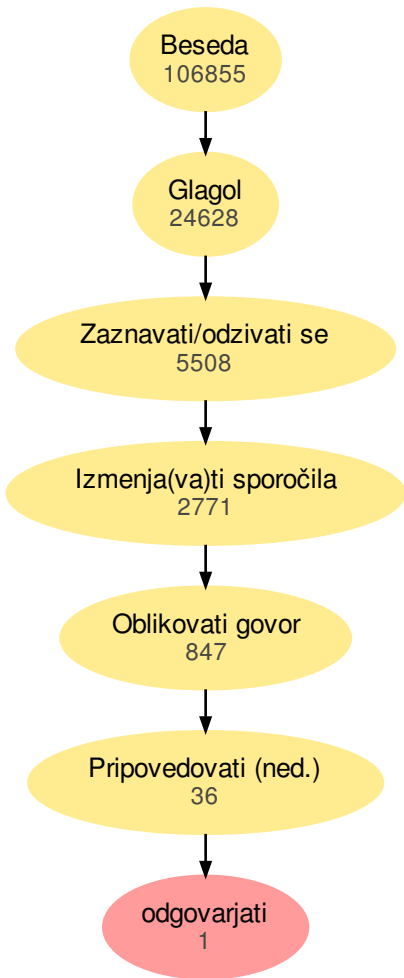 Beseda
106855
Glagol
24628
Zaznavati/odzivati se
5508
Izmenja(va)ti sporočila
2771
Oblikovati govor
847
Pripovedovati (ned.)
36
odgovarjati
1